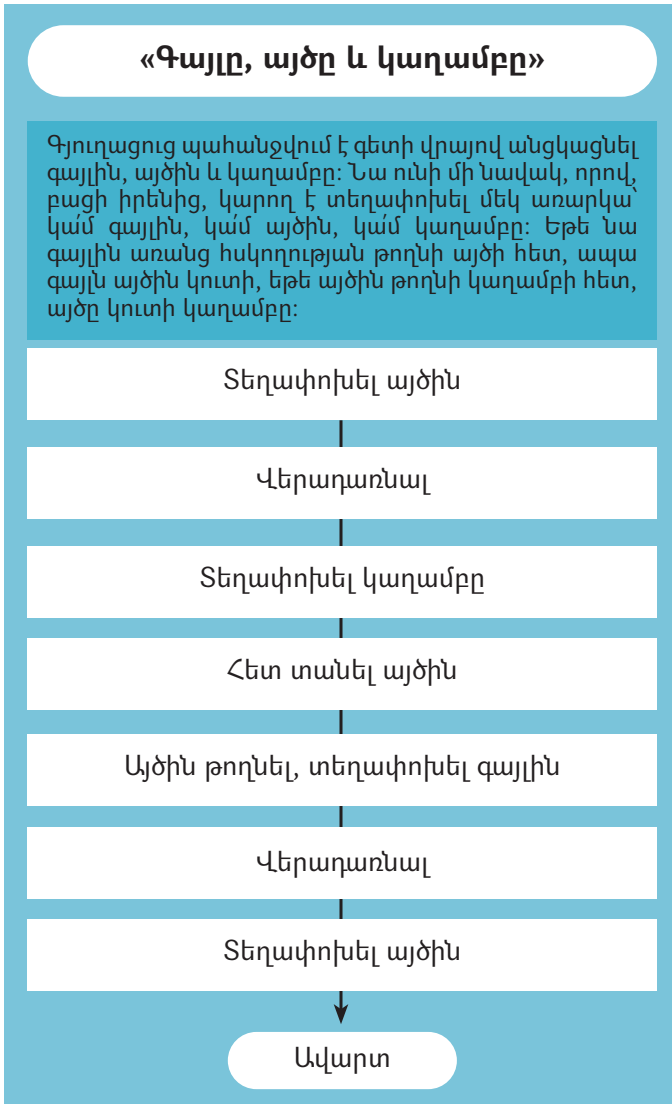 «Գայլը, այծը և կաղամբը»
Գյուղացուց պահանջվում է գետի վրայով անցկացնել
գայլին, այծին և կաղամբը։ Նա ունի մի նավակ, որով,
բացի իրենից, կարող է տեղափոխել մեկ առարկա՝
կա՛մ գայլին, կա՛մ այծին, կա՛մ կաղամբը։ Եթե նա
գայլին առանց հսկողության թողնի այծի հետ, ապա
գայլն այծին կուտի, եթե այծին թողնի կաղամբի հետ,
այծը կուտի կաղամբը։
Տեղափոխել այծին
Վերադառնալ
Տեղափոխել կաղամբը
Հետ տանել այծին
Այծին թողնել, տեղափոխել գայլին
Վերադառնալ
Տեղափոխել այծին
Ավարտ